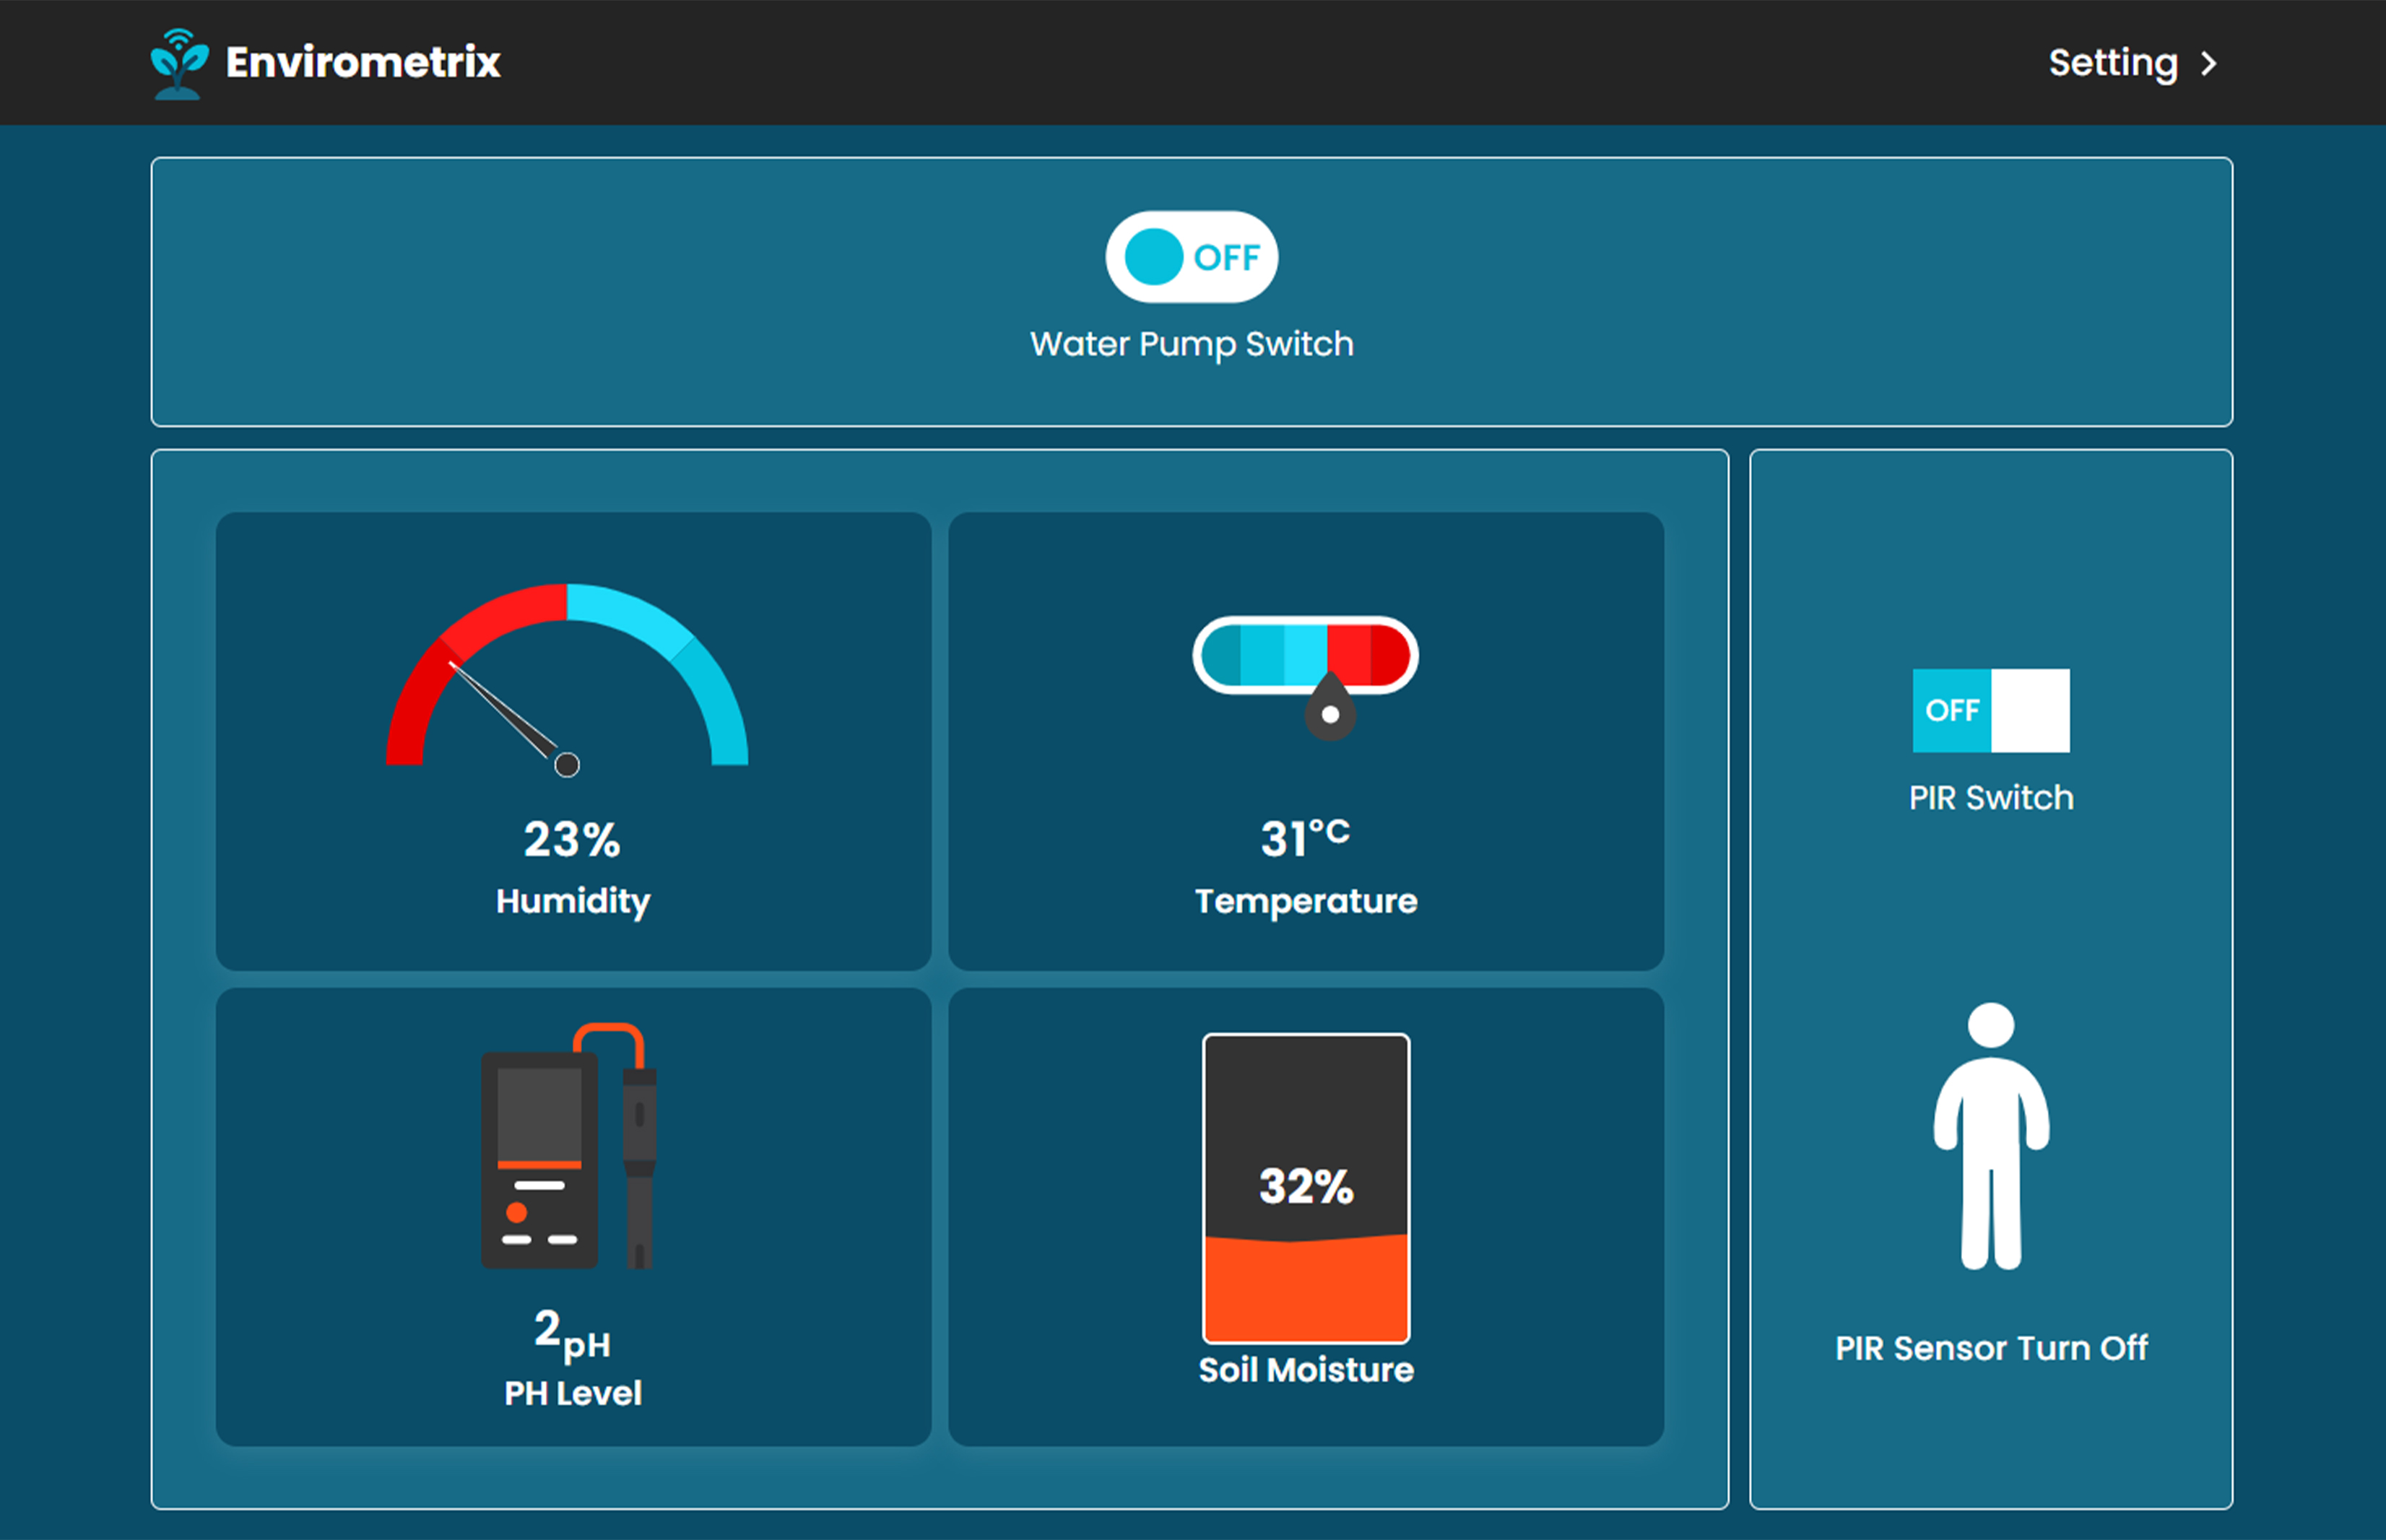 Envirometrix
Setting
OFF
Water Pump Switch
23%
Humidity
31°C
Temperature
OFF
PIR Switch
2pH
PH Level
32%
Soil Moisture
PIR Sensor Turn Off